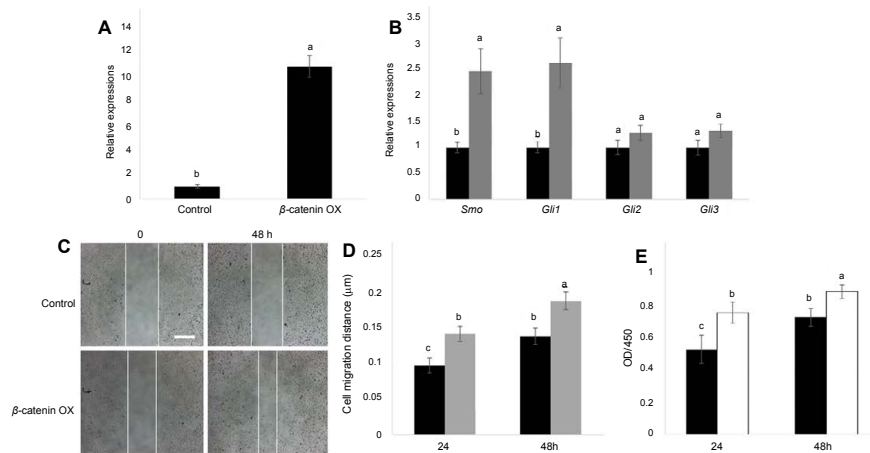 A
14
12
10
8
6
4
2
0
Relative expressions
b
a
Control
β-catenin OX
B
3.5
3
2.5
2
1.5
1
0.5
0
Relative expressions
b
a
b
a
a
a
a
a
Smo
Gli1
Gli2
Gli3
C
0
48 h
Control
β-catenin OX
D
0.25
0.2
0.15
0.1
0.05
0
Cell migration distance (μm)
c
b
b
a
24
48h
E
1
0.8
0.6
0.4
0.2
0
OD/450
c
b
b
a
24
48h